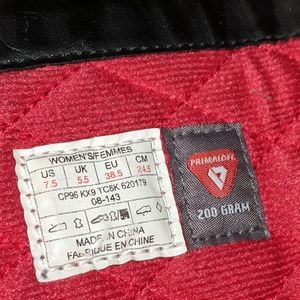 WOMEN'S/FEMMES
US UK EU CM
7.5 5.5 38.5 24.5
CP96 KX9 TC8K 620179
08-143
MADE IN CHINA
FABRIQUE EN CHINE
PRIMALOFT
200 GRAM